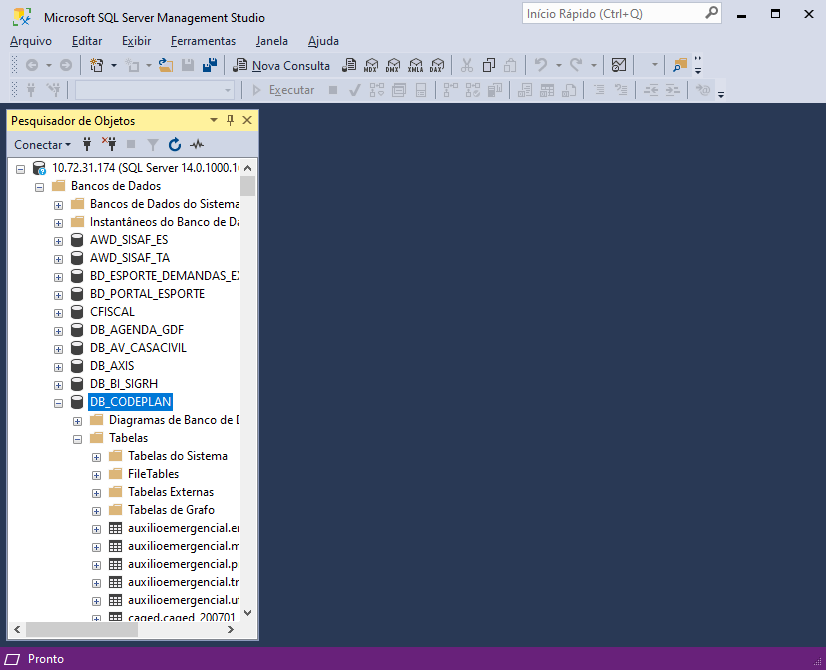 Microsoft SQL Server Management Studio
Início Rápido (Ctrl+Q)
Arquivo Editar Exibir Ferramentas Janela Ajuda
Nova Consulta MDX DMX XMLA DAX
Executar
Pesquisador de Objetos
Conectar
10.72.31.174 (SQL Server 14.0.1000.1
Bancos de Dados
Bancos de Dados do Sistema
Instantâneos do Banco de Da
AWD_SISAF_ES
AWD_SISAF_TA
BD_ESPORTE_DEMANDAS_EX
BD_PORTAL_ESPORTE
CFISCAL
DB_AGENDA_GDF
DB_AV_CASACIVIL
DB_AXIS
DB_BI_SIGRH
DB_CODEPLAN
Diagramas de Banco de D
Tabelas
Tabelas do Sistema
FileTables
Tabelas Externas
Tabelas de Grafo
auxilioemergencial.er
auxilioemergencial.m
auxilioemergencial.pr
auxilioemergencial.tr
auxilioemergencial.u
caged.caged_200701
Pronto